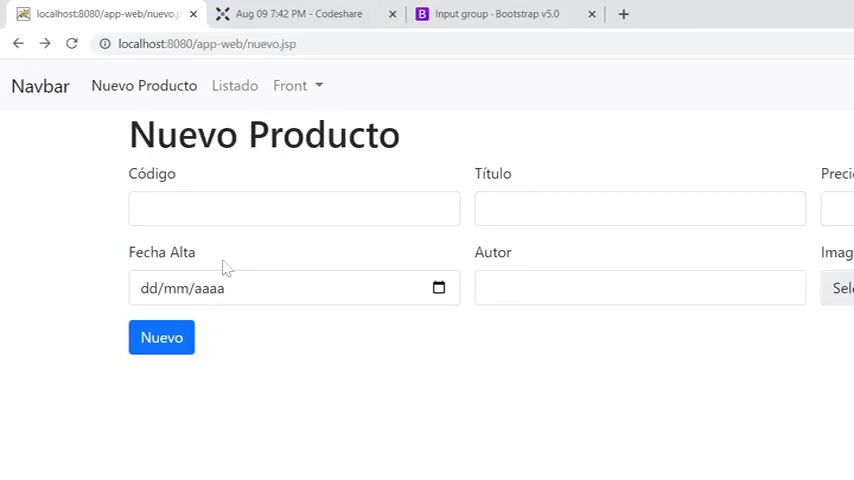 localhost:8080/app-web/nuevo.j
Aug 09 7:42 PM - Codeshare
B Input group · Bootstrap v5.0
localhost:8080/app-web/nuevo.jsp
Navbar Nuevo Producto Listado Front
Nuevo Producto
Código Título Preci
Fecha Alta Autor Imag
dd/mm/aaaa Sele
Nuevo